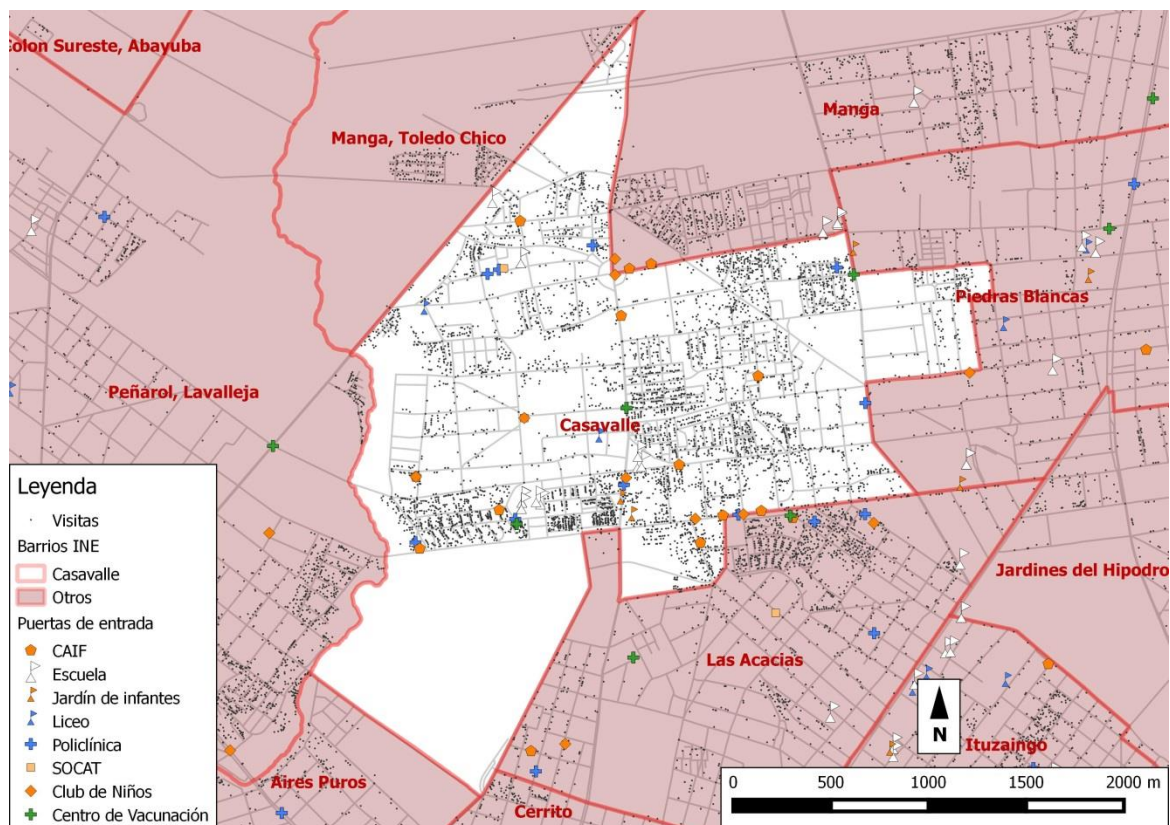 Colon Sureste, Abayuba
Manga
Manga, Toledo Chico
Piedras Blancas
Peñarol, Lavalleja
Casavalle
Jardines del Hipodro
Las Acacias
Ituzaingo
Aires Puros
Cerrito
Leyenda
Visitas
Barrios INE
Casavalle
Otros
Puertas de entrada
CAIF
Escuela
Jardín de infantes
Liceo
Policlínica
SOCAT
Club de Niños
Centro de Vacunación
N
0 500 1000 1500 2000 m